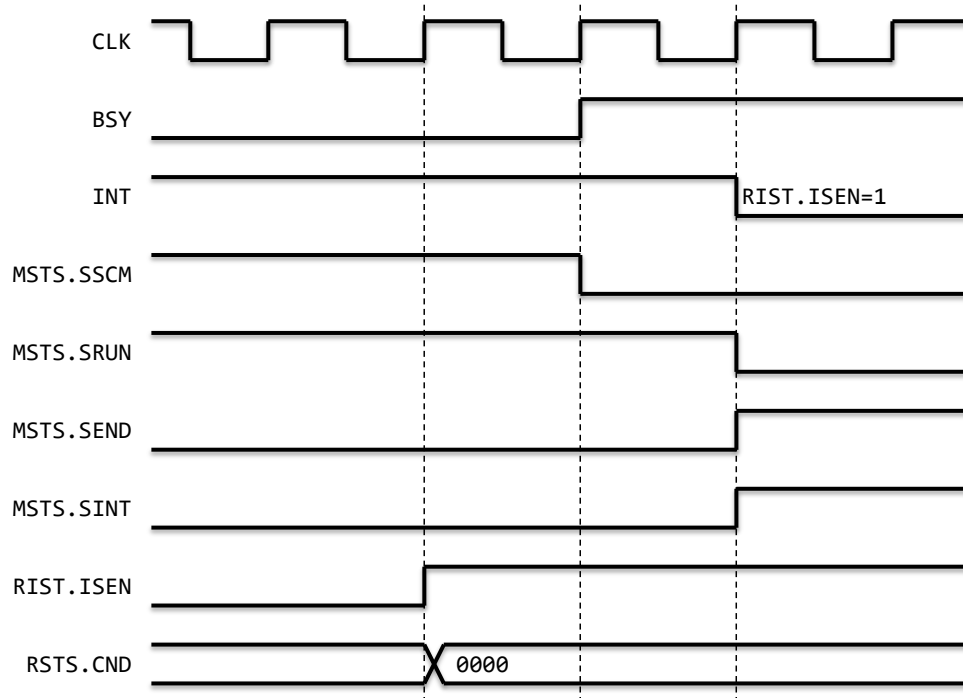 CLK
BSY
INT
RIST.ISEN=1
MSTS.SSCM
MSTS.SRUN
MSTS.SEND
MSTS.SINT
RIST.ISEN
RSTS.CND
0000